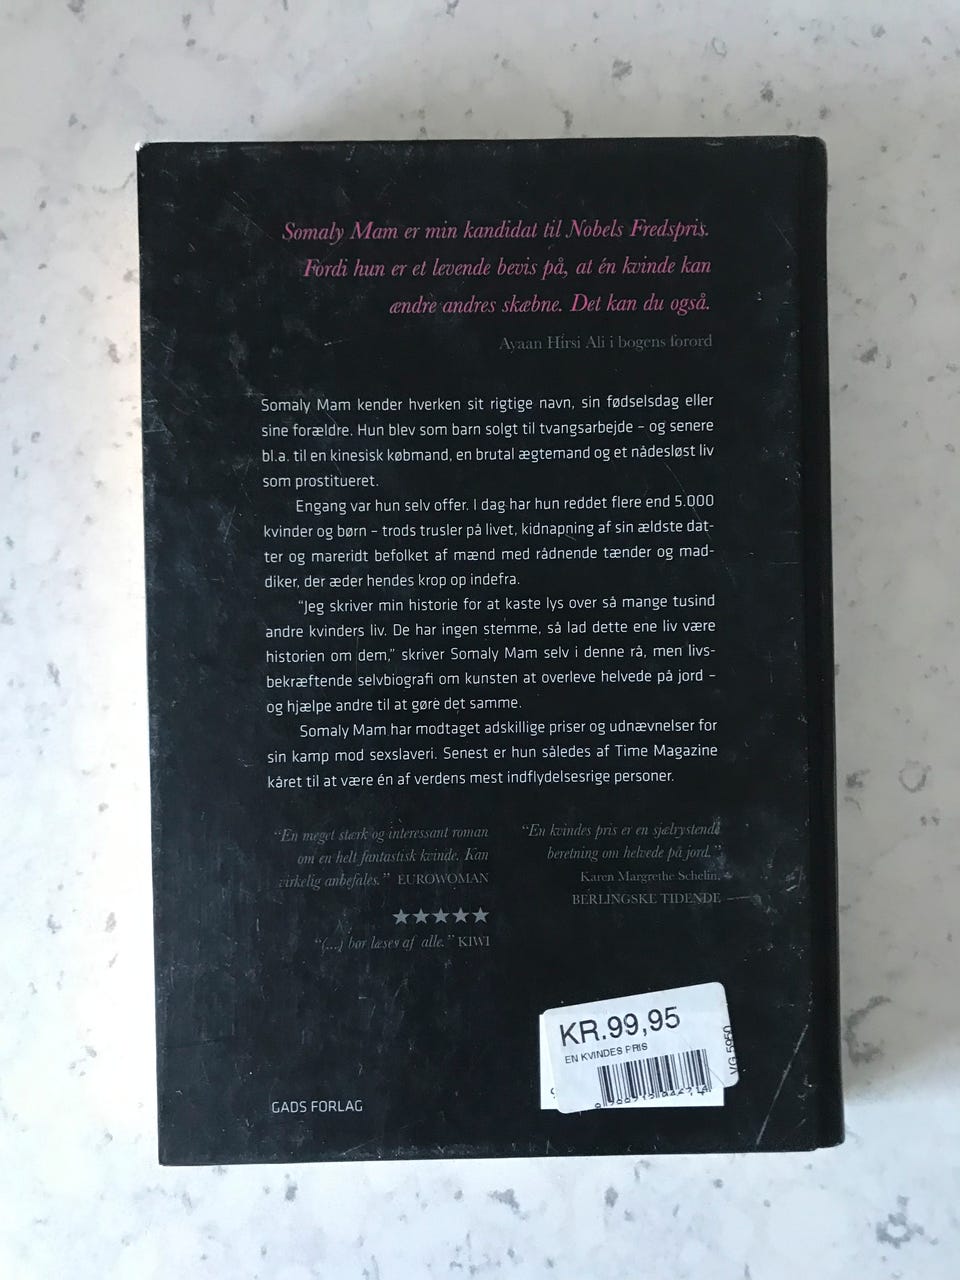 Somaly Mam er min kandidat til Nobels Fredspris.
Fordi hun er et levende bevis på, at én kvinde kan
ændre andres skæbne. Det kan du også.
Ayaan Hirsi Ali i bogens forord
Somaly Mam kender hverken sit rigtige navn, sin fødselsdag eller
sine forældre. Hun blev som barn solgt til tvangsarbejde – og senere
bl.a. til en kinesisk købmand, en brutal ægtemand og et nådesløst liv
som prostitueret.
Engang var hun selv offer. I dag har hun reddet flere end 5.000
kvinder og børn – trods trusler på livet, kidnapning af sin ældste dat-
ter og mareridt befolket af mænd med rådnende tænder og mad-
diker, der æder hendes krop op indefra.
"Jeg skriver min historie for at kaste lys over så mange tusind
andre kvinders liv. De har ingen stemme, så lad dette ene liv være
historien om dem," skriver Somaly Mam selv i denne rå, men livs-
bekræftende selvbiografi om kunsten at overleve helvede på jord –
og hjælpe andre til at gøre det samme.
Somaly Mam har modtaget adskillige priser og udnævnelser for
sin kamp mod sexslaveri. Senest er hun således af Time Magazine
kåret til at være én af verdens mest indflydelsesrige personer.
"En meget stærk og interessant roman
om en helt fantastisk kvinde. Kan
virkelig anbefales." EUROWOMAN
★★★★★
"(...) bør læses af alle." KIWI
"En kvindes pris er en sjælrystende
beretning om helvede på jord."
Karen Margrethe Schelin,
BERLINGSKE TIDENDE
KR.99,95
EN KVINDES PRIS
VG 5950
GADS FORLAG